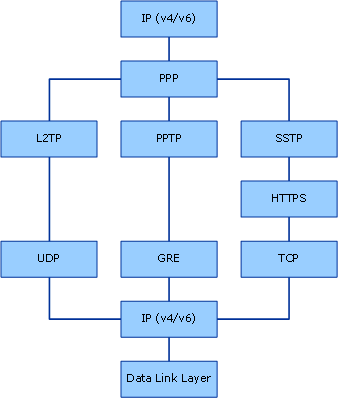 IP (v4/v6)
PPP
L2TP
PPTP
SSTP
HTTPS
UDP
GRE
TCP
IP (v4/v6)
Data Link Layer